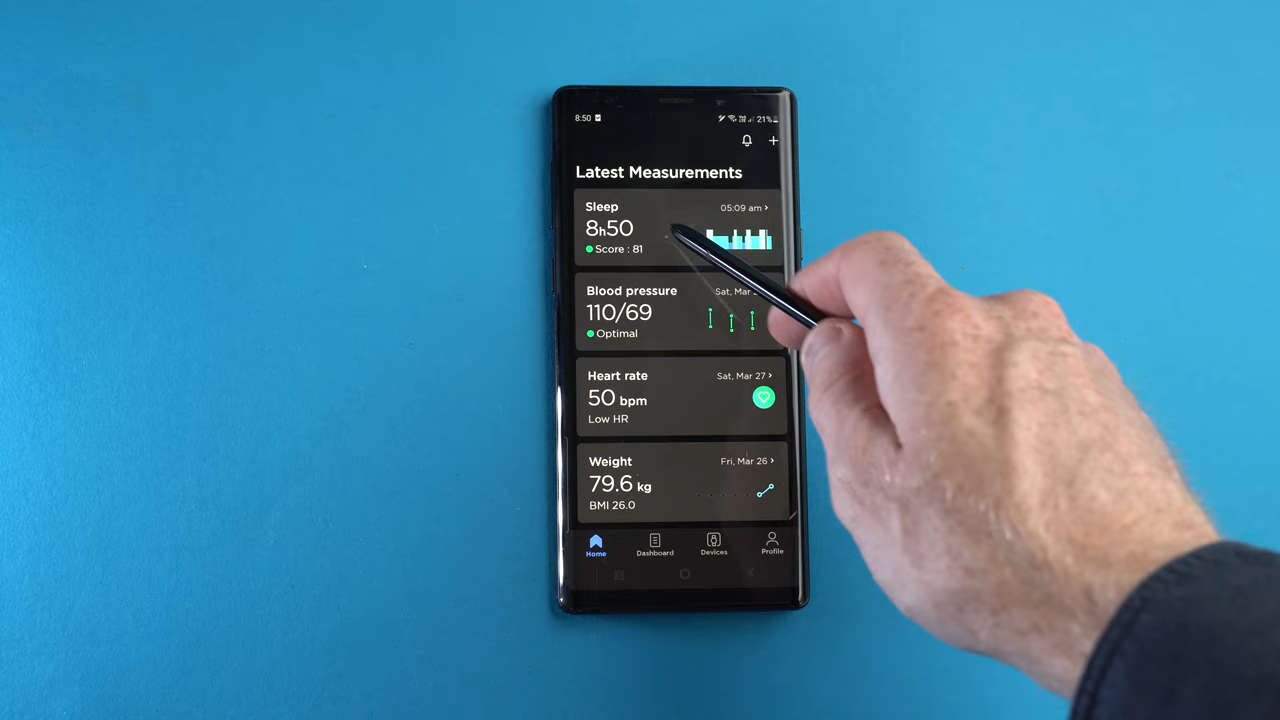 8:50 21%
Latest Measurements
Sleep 05:09 am >
8h50
Score : 81
Blood pressure Sat, Mar
110/69
Optimal
Heart rate Sat, Mar 27 >
50 bpm
Low HR
Weight Fri, Mar 26 >
79.6 kg
BMI 26.0
Home Dashboard Devices Profile